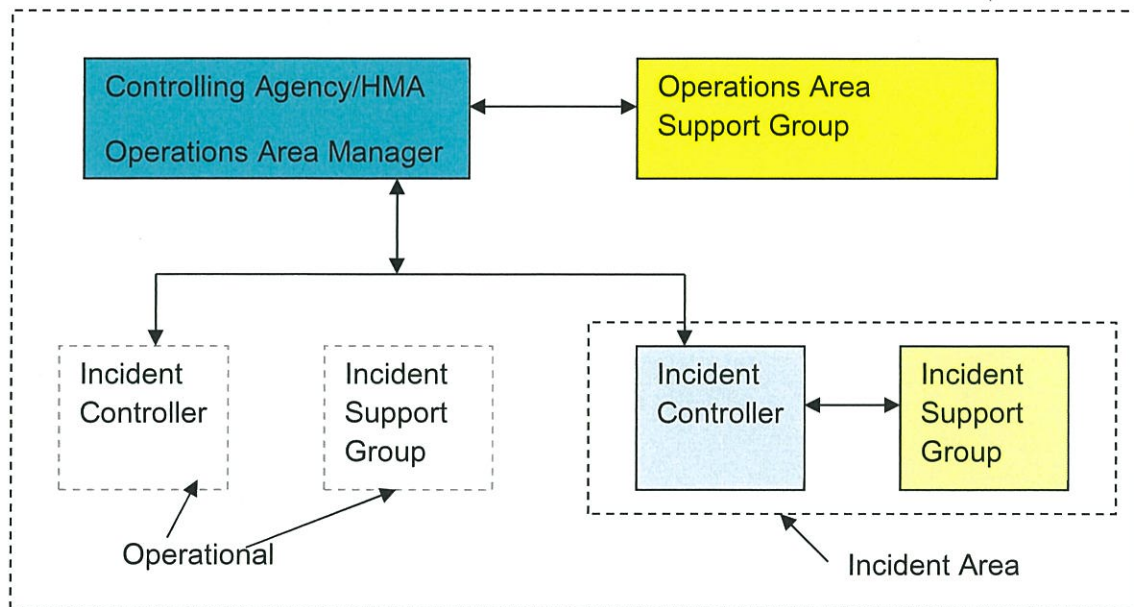 Controlling Agency/HMA
Operations Area Manager
Operations Area
Support Group
Incident
Controller
Incident
Support
Group
Incident
Controller
Incident
Support
Group
Operational
Incident Area